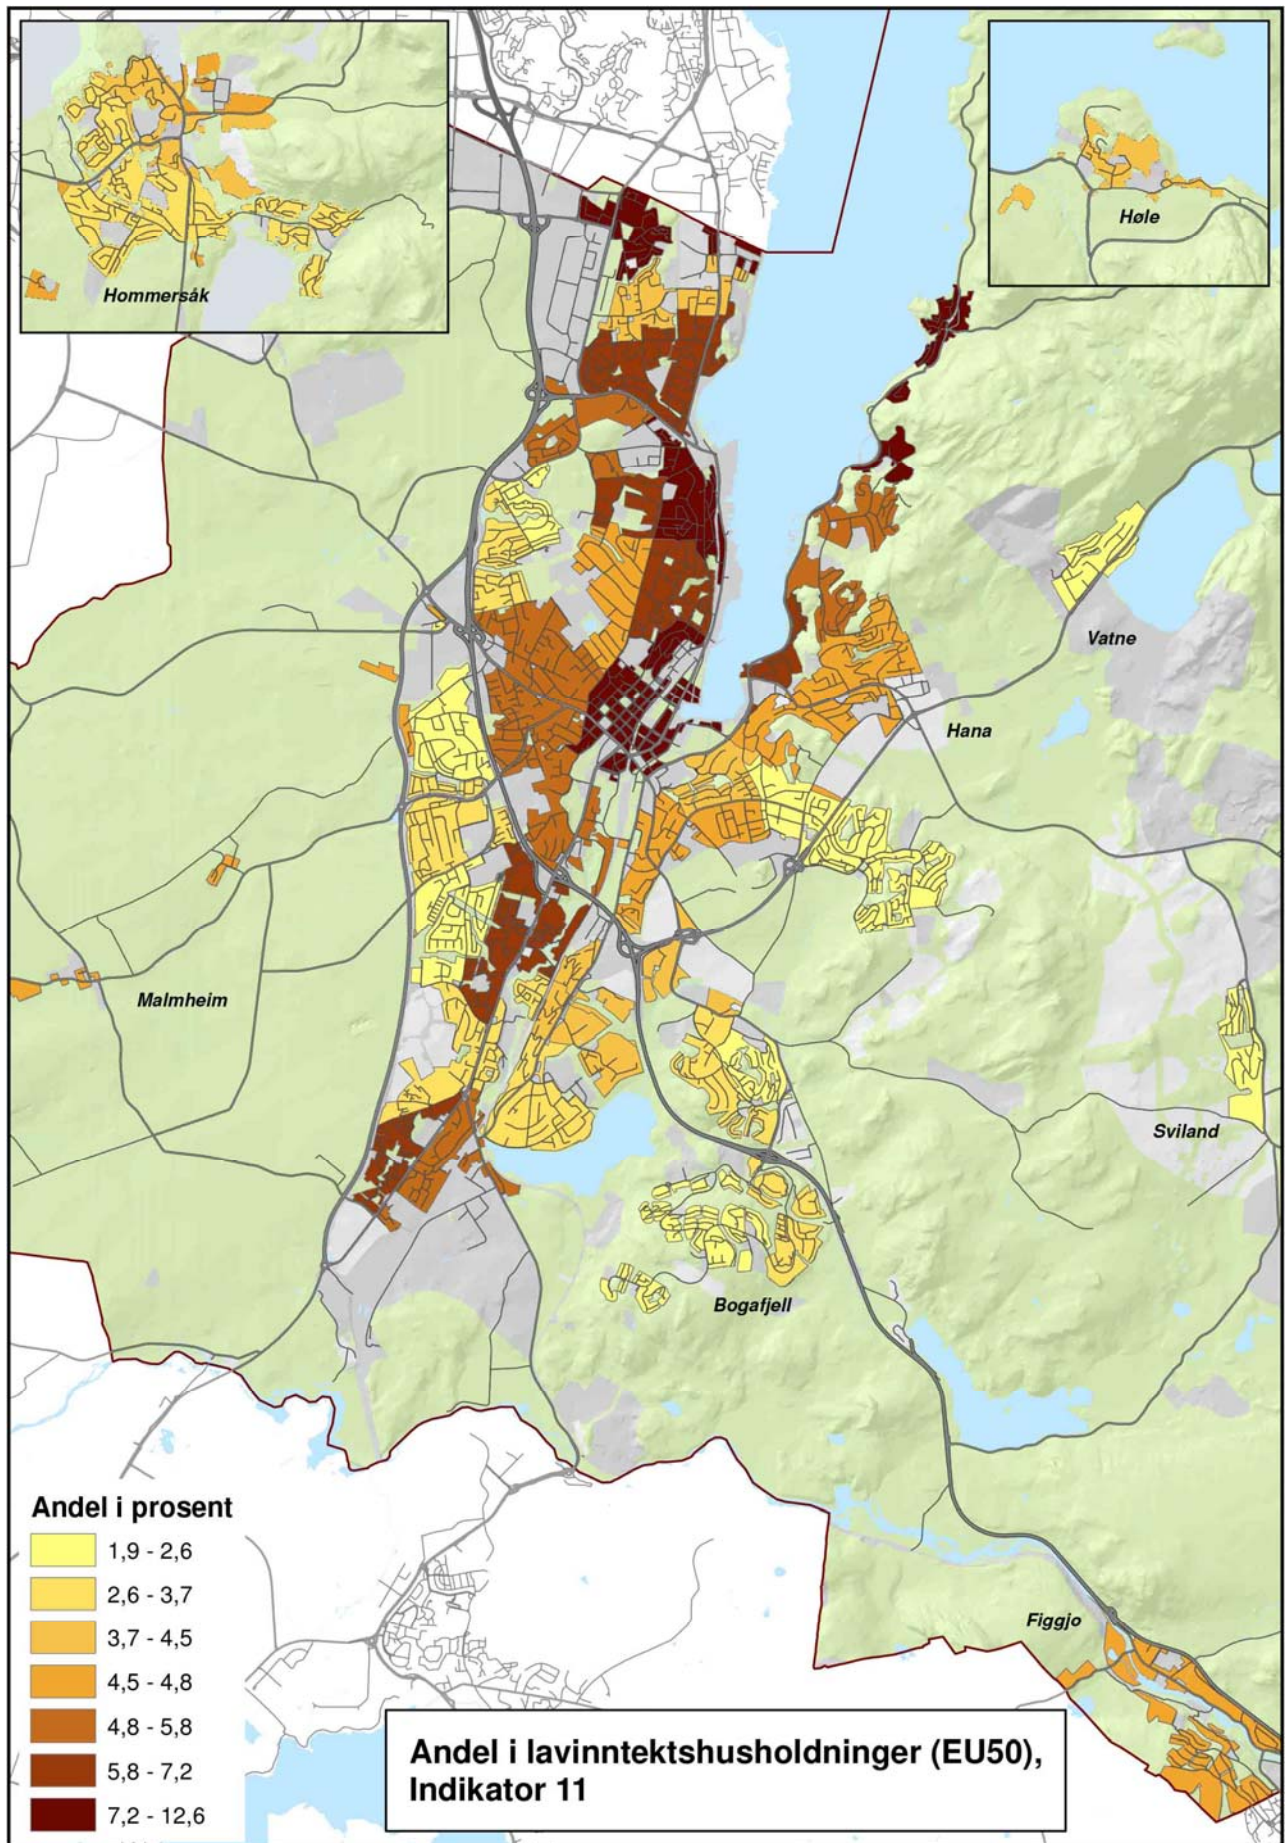 Hommersåk
Høle
Vatne
Hana
Malmheim
Sviland
Bogafjell
Figgjo
Andel i prosent
1,9 - 2,6
2,6 - 3,7
3,7 - 4,5
4,5 - 4,8
4,8 - 5,8
5,8 - 7,2
7,2 - 12,6
Andel i lavinntektshusholdninger (EU50),
Indikator 11